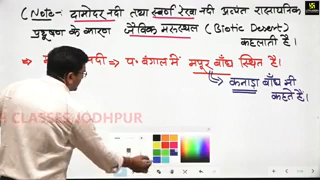 (Note- दामोदर नदी तथा स्वर्ण रेखा नदी अत्यंत रासायनिक
प्रदूषण के कारण जैविक मरूस्थल (Biotic Desert)
कहलाती है।
नदी → प॰ बंगाल में मयूर बाँध स्थित है।
कनाडा बाँध भी
कहते है।
CLASSES JODHPUR